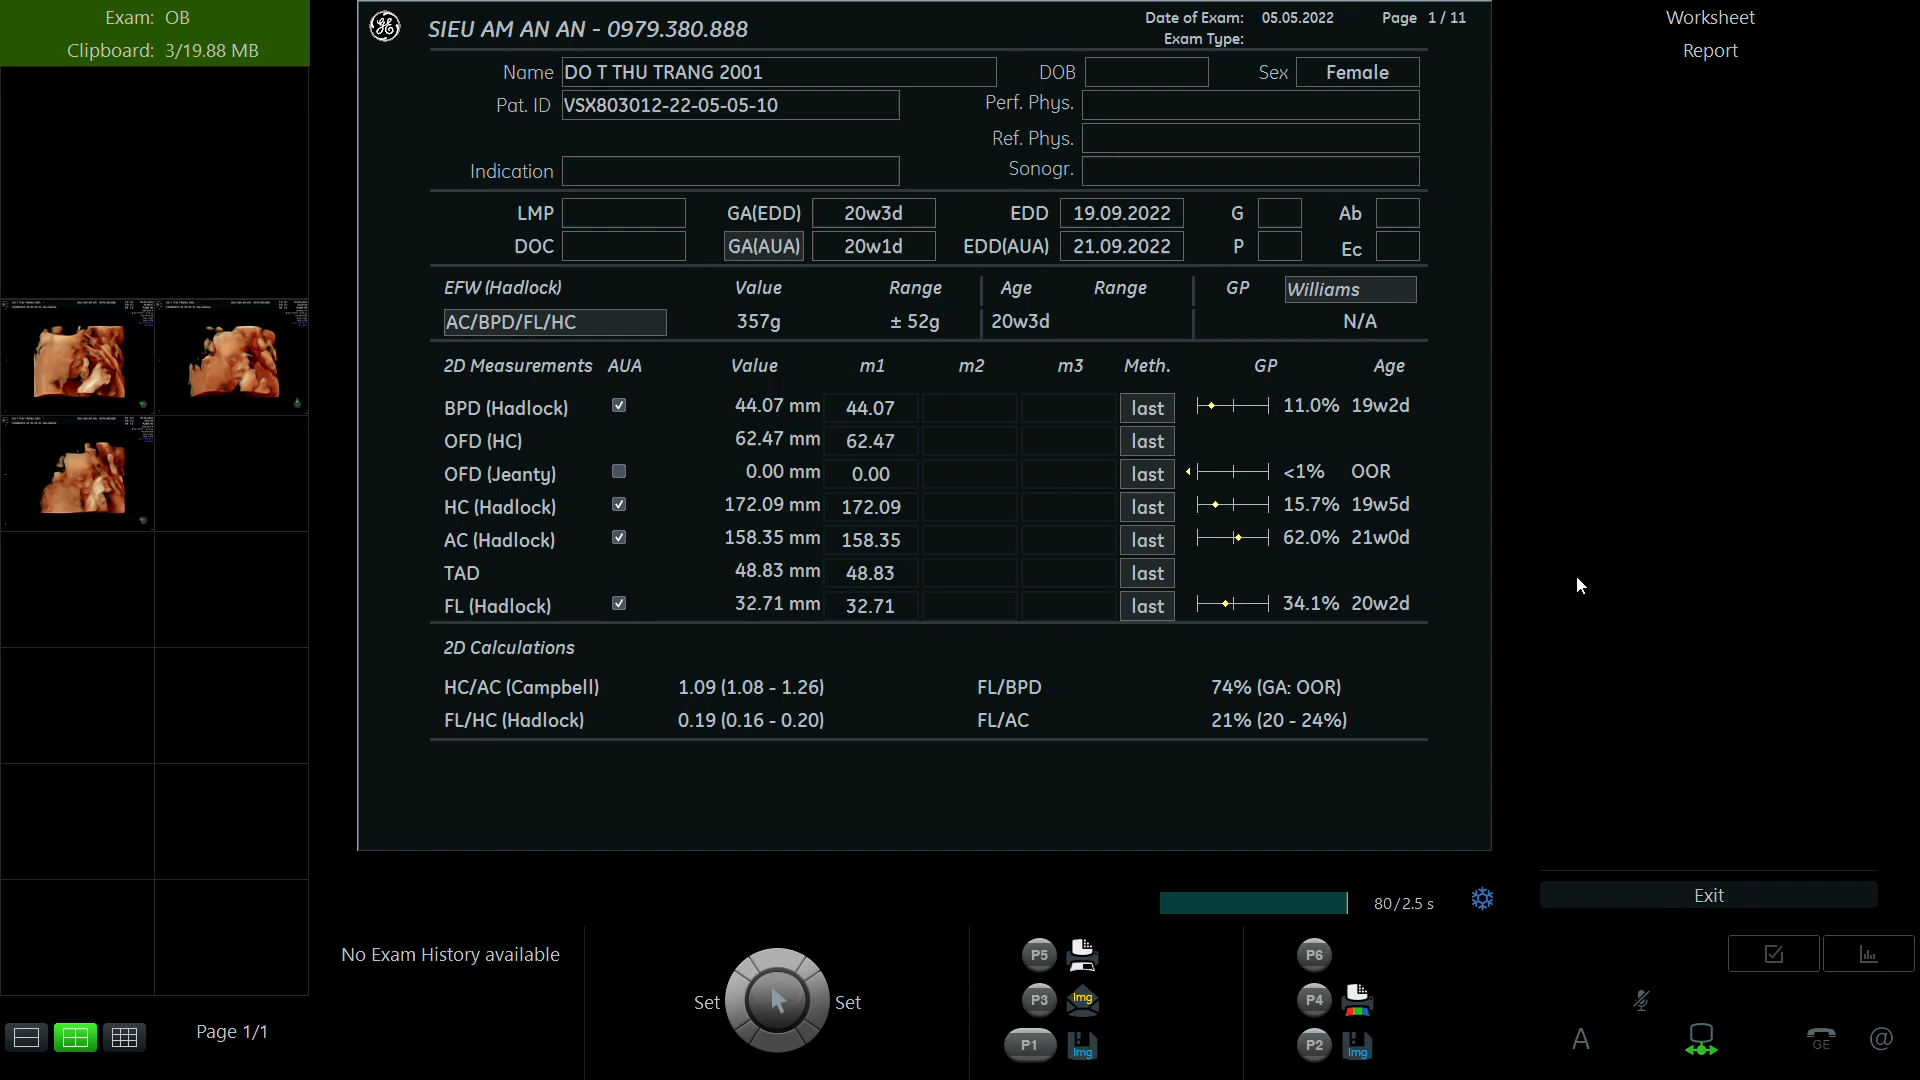 Exam: OB
Clipboard: 3/19.88 MB
SIEU AM AN AN - 0979.380.888
Date of Exam: 05.05.2022 Page 1 / 11
Exam Type:
Worksheet
Report
Name DO T THU TRANG 2001 DOB Sex Female
Pat. ID VSX803012-22-05-05-10 Perf. Phys.
Ref. Phys.
Indication Sonogr.
LMP GA(EDD) 20w3d EDD 19.09.2022 G Ab
DOC GA(AUA) 20w1d EDD(AUA) 21.09.2022 P Ec
EFW (Hadlock) Value Range Age Range GP Williams
AC/BPD/FL/HC 357g ± 52g 20w3d N/A
2D Measurements AUA Value m1 m2 m3 Meth. GP Age
BPD (Hadlock) 44.07 mm 44.07 last 11.0% 19w2d
OFD (HC) 62.47 mm 62.47 last
OFD (Jeanty) 0.00 mm 0.00 last <1% OOR
HC (Hadlock) 172.09 mm 172.09 last 15.7% 19w5d
AC (Hadlock) 158.35 mm 158.35 last 62.0% 21w0d
TAD 48.83 mm 48.83 last
FL (Hadlock) 32.71 mm 32.71 last 34.1% 20w2d
2D Calculations
HC/AC (Campbell) 1.09 (1.08 - 1.26) FL/BPD 74% (GA: OOR)
FL/HC (Hadlock) 0.19 (0.16 - 0.20) FL/AC 21% (20 - 24%)
80 / 2.5 s
Exit
No Exam History available
Set Set
P5
P3 Img
P1 Img
P6
P4
P2 Img
Page 1/1
A GE @